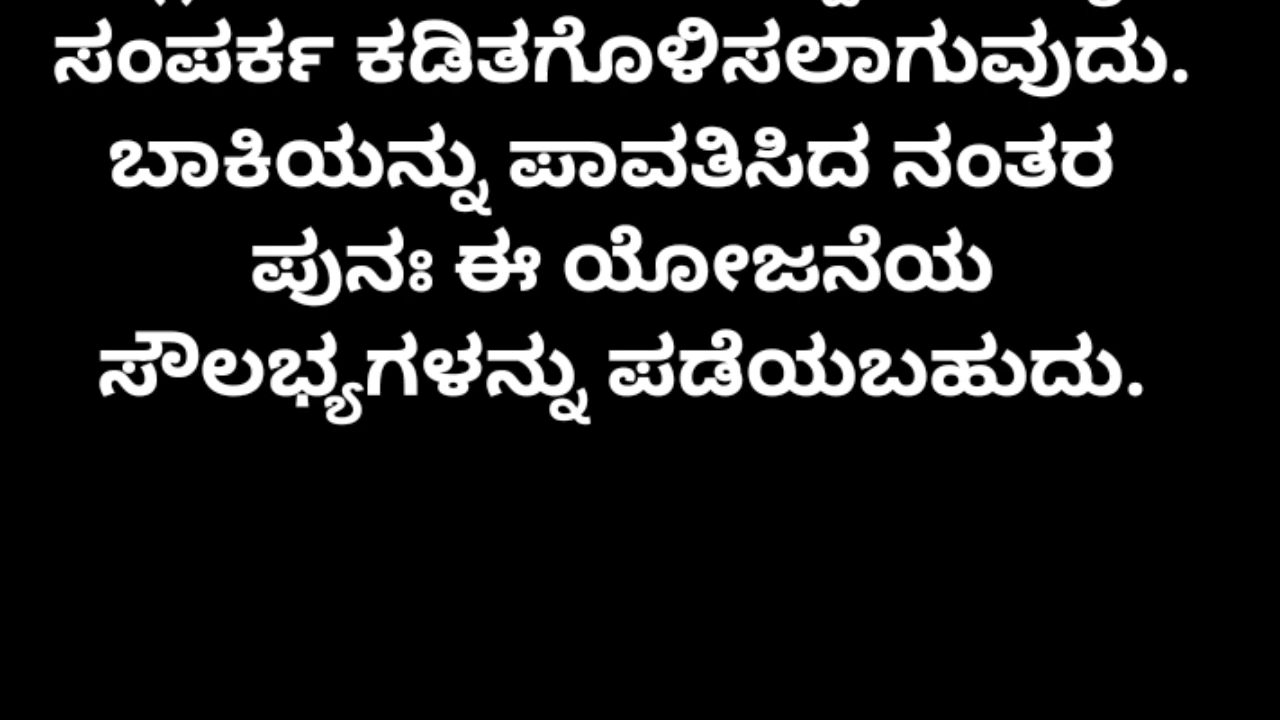 ಸಂಪರ್ಕ ಕಡಿತಗೊಳಿಸಲಾಗುವುದು.
ಬಾಕಿಯನ್ನು ಪಾವತಿಸಿದ ನಂತರ
ಪುನಃ ಈ ಯೋಜನೆಯ
ಸೌಲಭ್ಯಗಳನ್ನು ಪಡೆಯಬಹುದು.